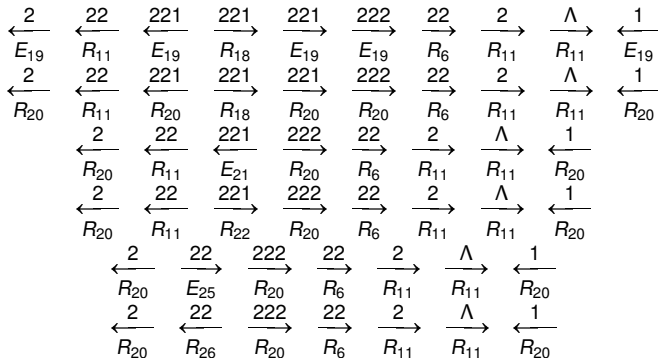 2 22 221 221 221 222 22 2 Λ 1
E19 R11 E19 R18 E19 E19 R6 R11 R11 E19
2 22 221 221 221 222 22 2 Λ 1
R20 R11 R20 R18 R20 R20 R6 R11 R11 R20
2 22 221 222 22 2 Λ 1
R20 R11 E21 R20 R6 R11 R11 R20
2 22 221 222 22 2 Λ 1
R20 R11 R22 R20 R6 R11 R11 R20
2 22 222 22 2 Λ 1
R20 E25 R20 R6 R11 R11 R20
2 22 222 22 2 Λ 1
R20 R26 R20 R6 R11 R11 R20